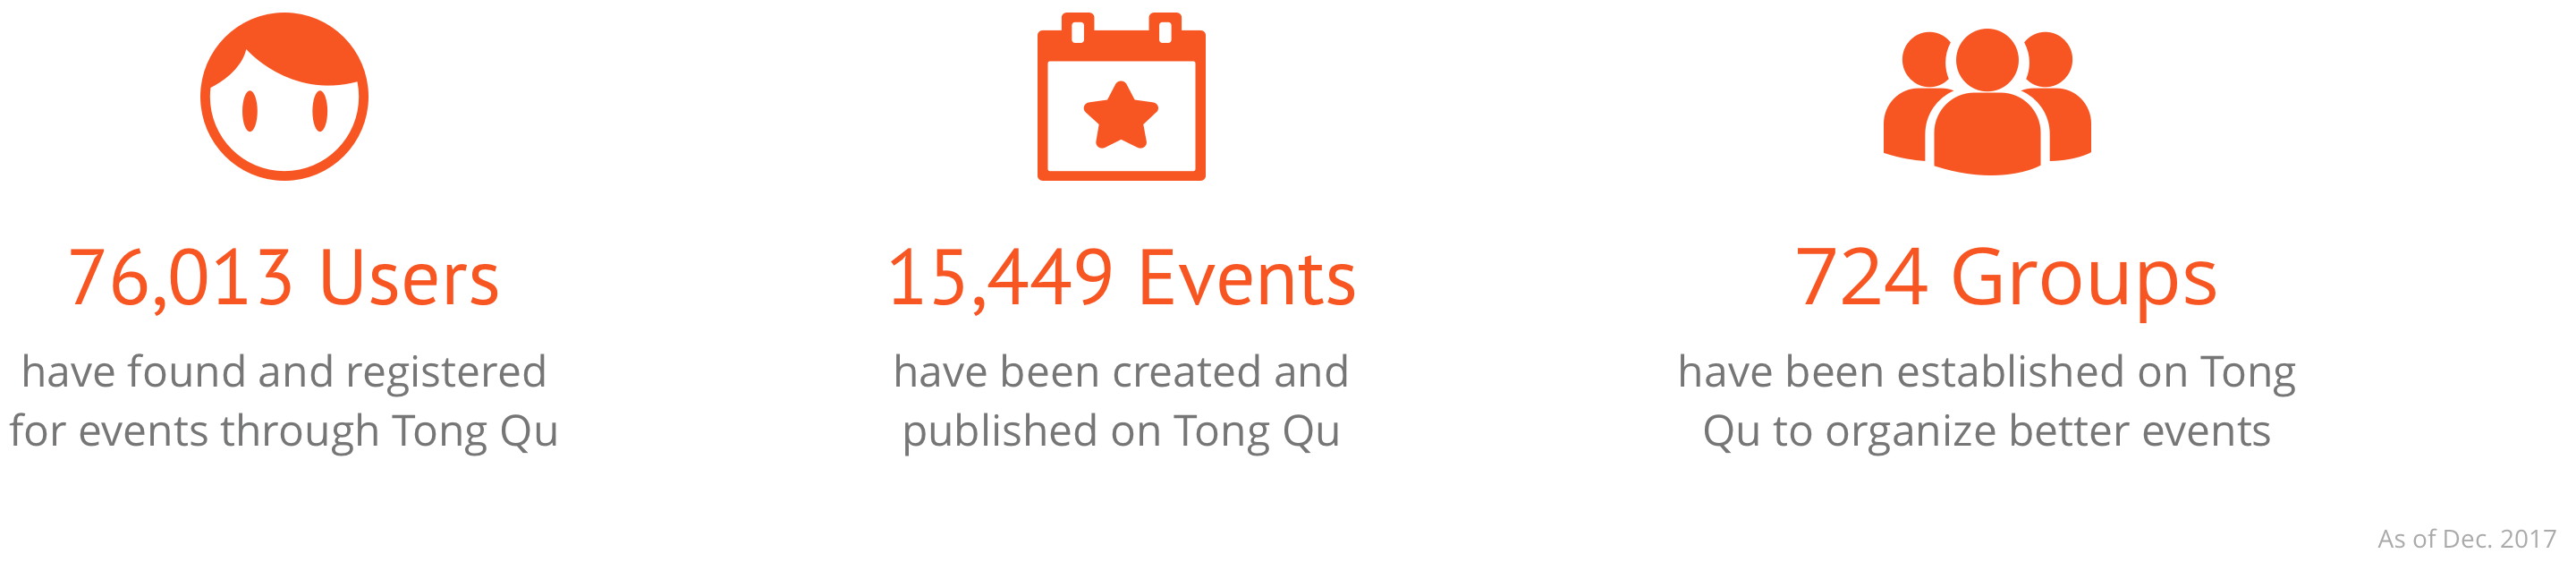 76,013 Users
have found and registered
for events through Tong Qu
15,449 Events
have been created and
published on Tong Qu
724 Groups
have been established on Tong
Qu to organize better events
As of Dec. 2017